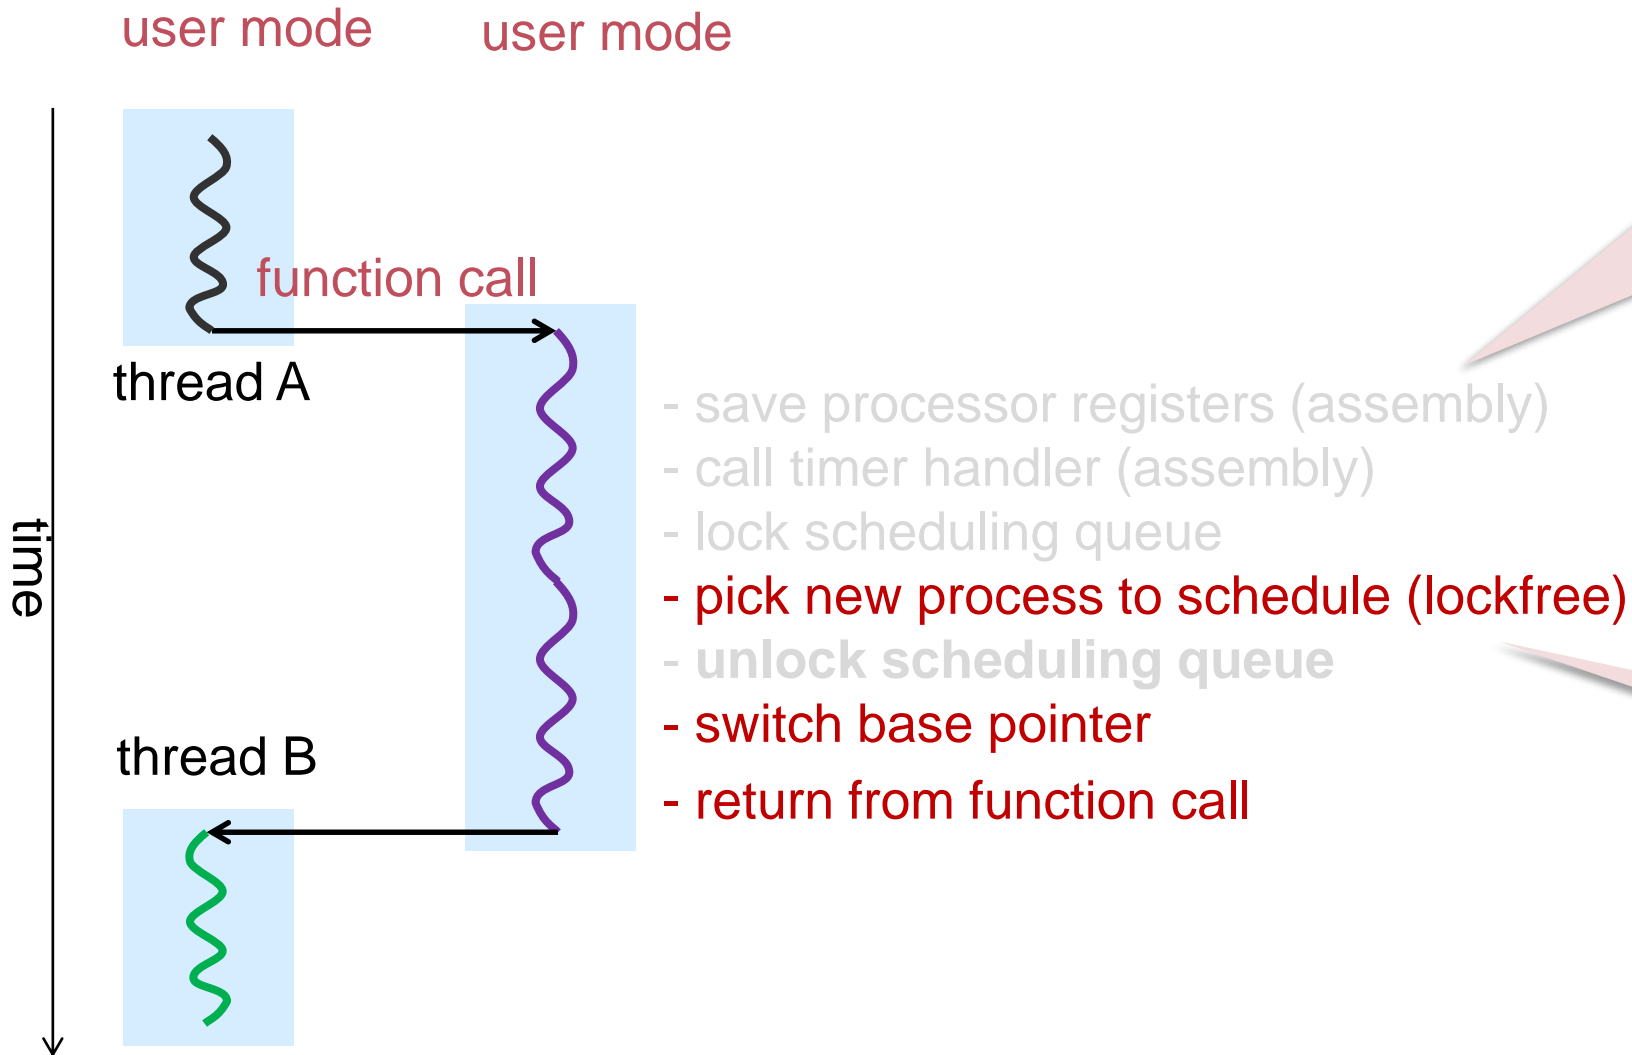 user mode
user mode
function call
thread A
- save processor registers (assembly)
- call timer handler (assembly)
- lock scheduling queue
time
- pick new process to schedule (lockfree)
- unlock scheduling queue
- switch base pointer
thread B
- return from function call